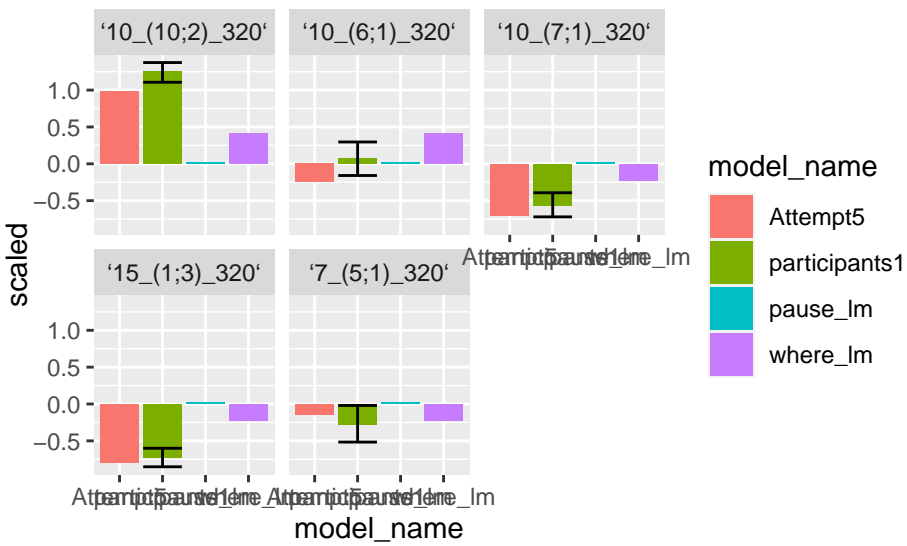 ‘10_(10;2)_320‘
‘10_(6;1)_320‘
‘10_(7;1)_320‘
1.0
0.5
0.0
−0.5
scaled
‘15_(1;3)_320‘
‘7_(5;1)_320‘
1.0
0.5
0.0
−0.5
model_name
model_name
Attempt5
participants1
pause_lm
where_lm